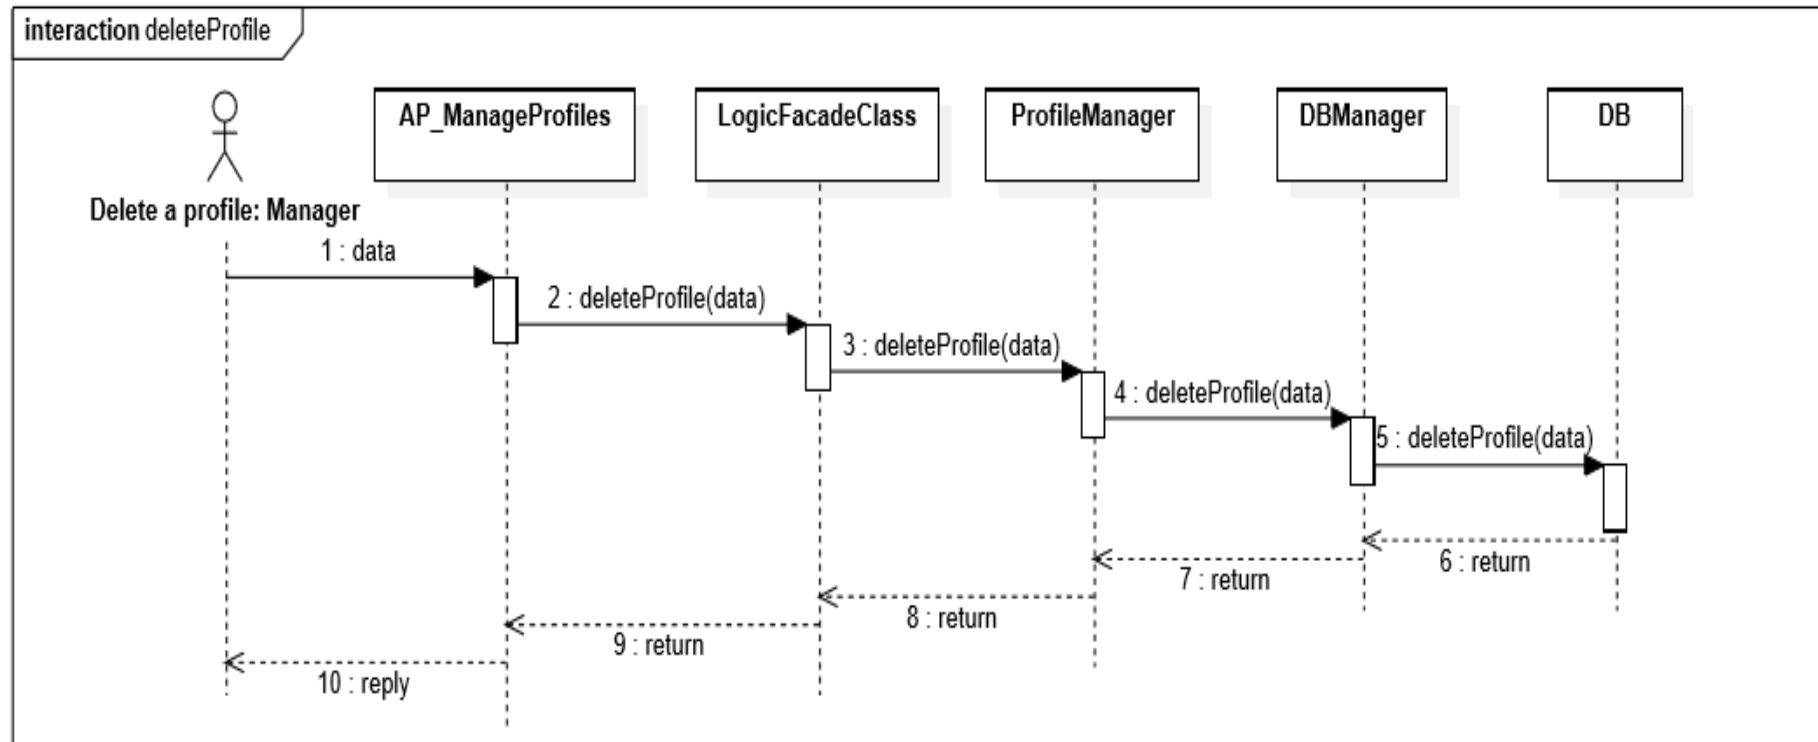 interaction deleteProfile
AP_ManageProfiles
LogicFacadeClass
ProfileManager
DBManager
DB
Delete a profile: Manager
1 : data
2 : deleteProfile(data)
3 : deleteProfile(data)
4 : deleteProfile(data)
5 : deleteProfile(data)
6 : return
7 : return
8 : return
9 : return
10 : reply